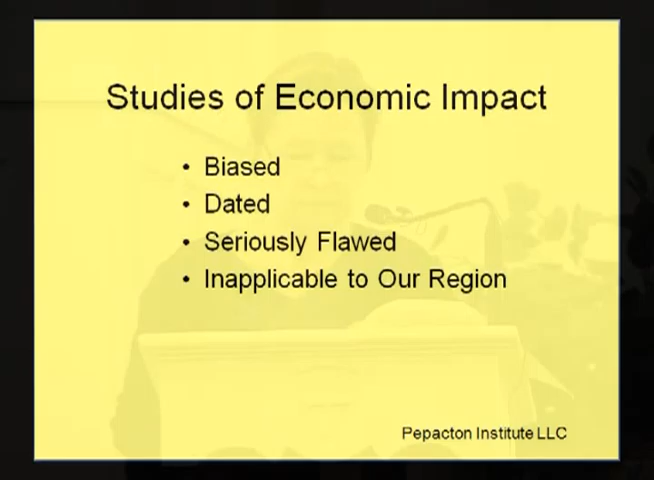 Studies of Economic Impact
• Biased
• Dated
• Seriously Flawed
• Inapplicable to Our Region
Pepacton Institute LLC